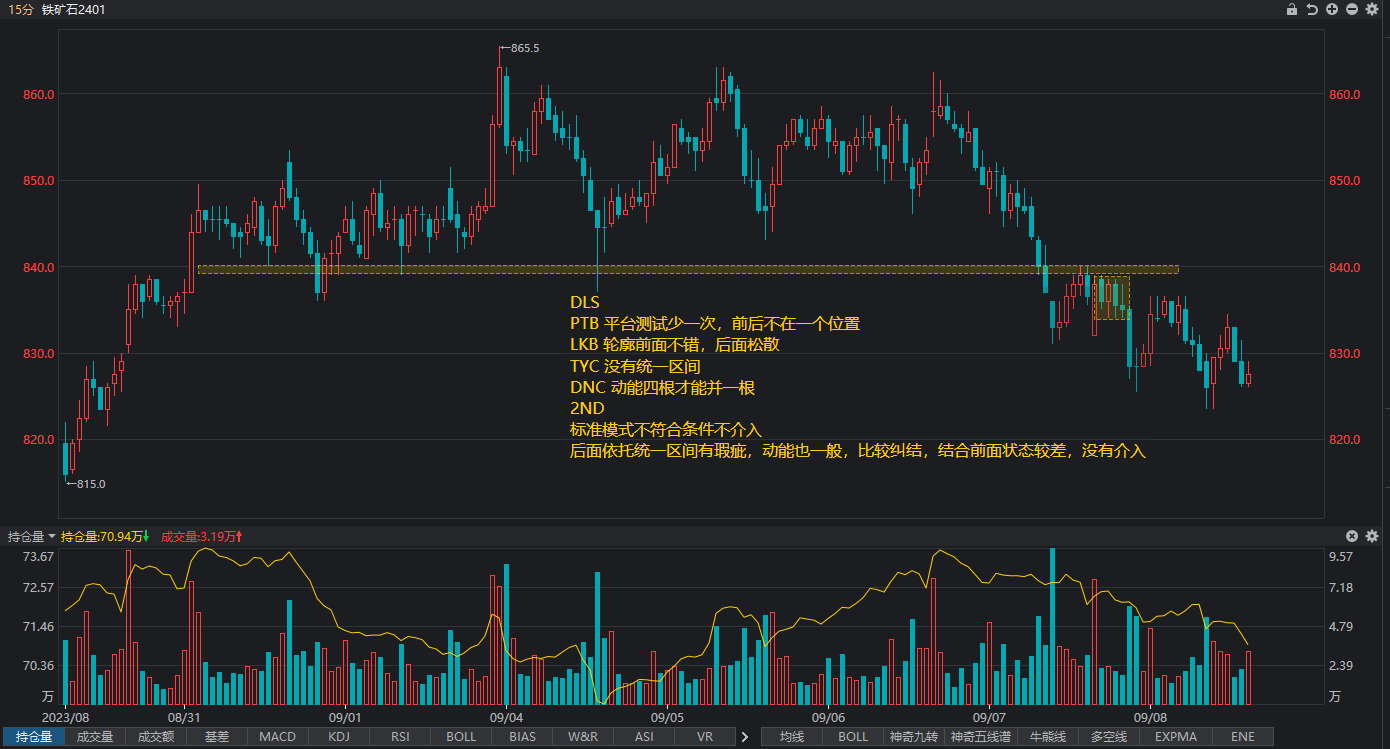 15分 铁矿石2401
865.5
860.0 860.0
850.0 850.0
840.0 840.0
DLS
PTB 平台测试少一次，前后不在一个位置
LKB 轮廓前面不错，后面松散
830.0 830.0
TYC 没有统一区间
DNC 动能四根才能并一根
2ND
标准模式不符合条件不介入
820.0 820.0
后面依托统一区间有瑕疵，动能也一般，比较纠结，结合前面状态较差，没有介入
815.0
持仓量 持仓量:70.94万 成交量:3.19万
73.67 9.57
72.57 7.18
71.46 4.79
70.36 2.39
万 万
2023/08 08/31 09/01 09/04 09/05 09/06 09/07 09/08
持仓量 成交量 成交额 基差 MACD KDJ RSI BOLL BIAS W&R ASI VR 均线 BOLL 神奇九转 神奇五线谱 牛能线 多空线 EXPMA ENE